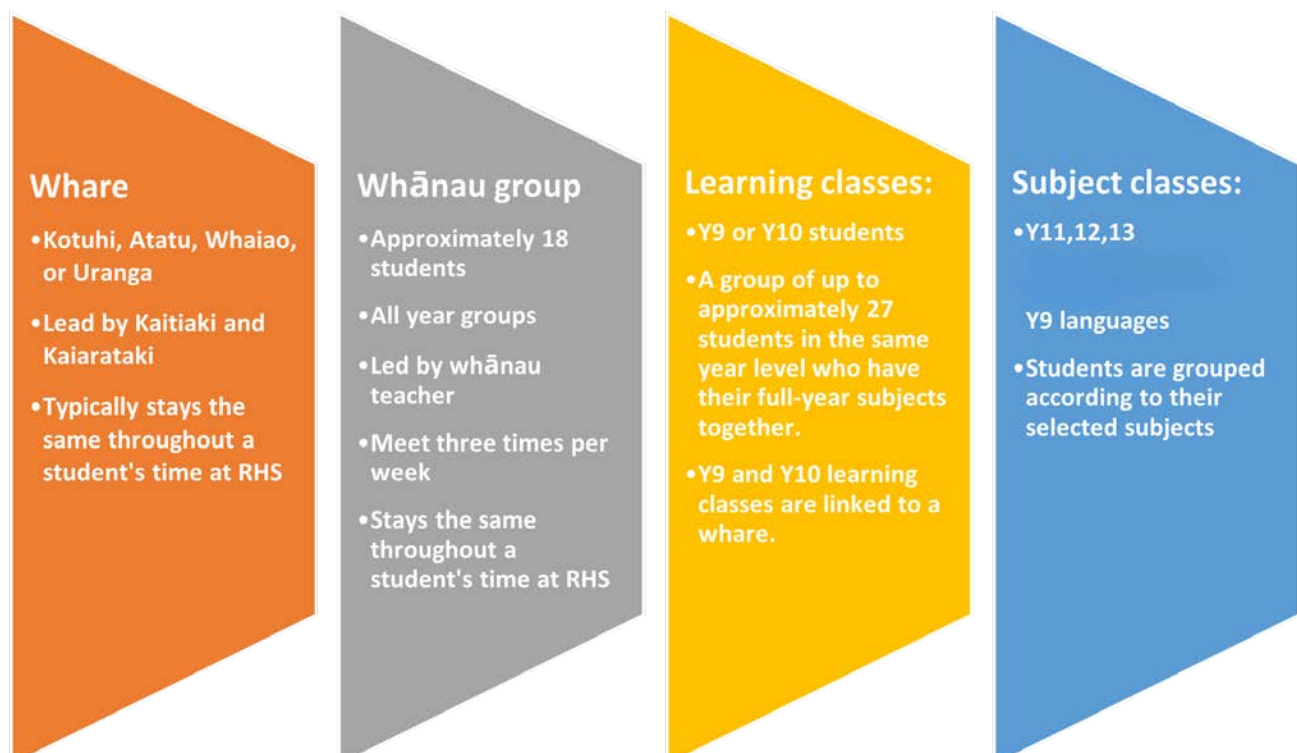 Whare
•Kotuhi, Atatu, Whaiao,
or Uranga
•Lead by Kaitiaki and
Kaiarataki
•Typically stays the
same throughout a
student's time at RHS
Whānau group
•Approximately 18
students
•All year groups
•Led by whānau
teacher
•Meet three times per
week
•Stays the same
throughout a
student's time at RHS
Learning classes:
•Y9 or Y10 students
•A group of up to
approximately 27
students in the same
year level who have
their full-year subjects
together.
•Y9 and Y10 learning
classes are linked to a
whare.
Subject classes:
•Y11,12,13
Y9 languages
•Students are grouped
according to their
selected subjects